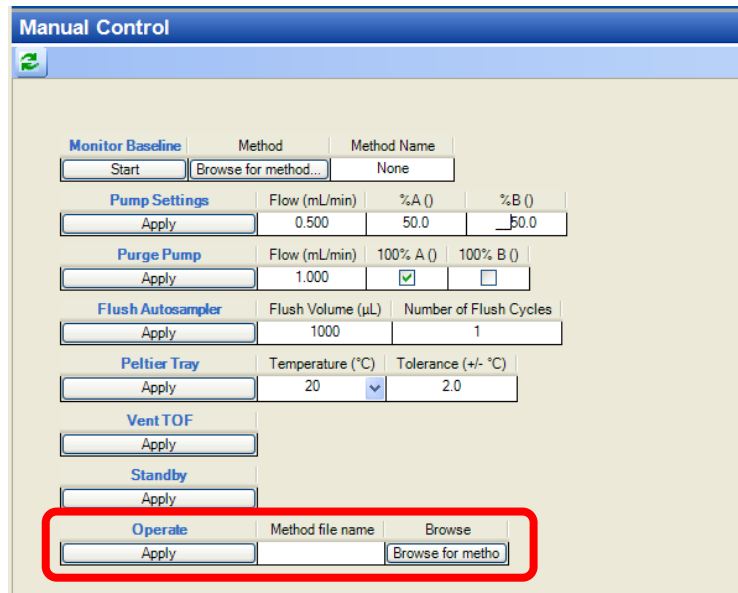 Manual Control
Monitor Baseline Method Method Name
Start Browse for method... None
Pump Settings Flow (mL/min) %A () %B ()
Apply 0.500 50.0 __50.0
Purge Pump Flow (mL/min) 100% A () 100% B ()
Apply 1.000
Flush Autosampler Flush Volume (µL) Number of Flush Cycles
Apply 1000 1
Peltier Tray Temperature (°C) Tolerance (+/- °C)
Apply 20 2.0
Vent TOF
Apply
Standby
Apply
Operate Method file name Browse
Apply Browse for metho